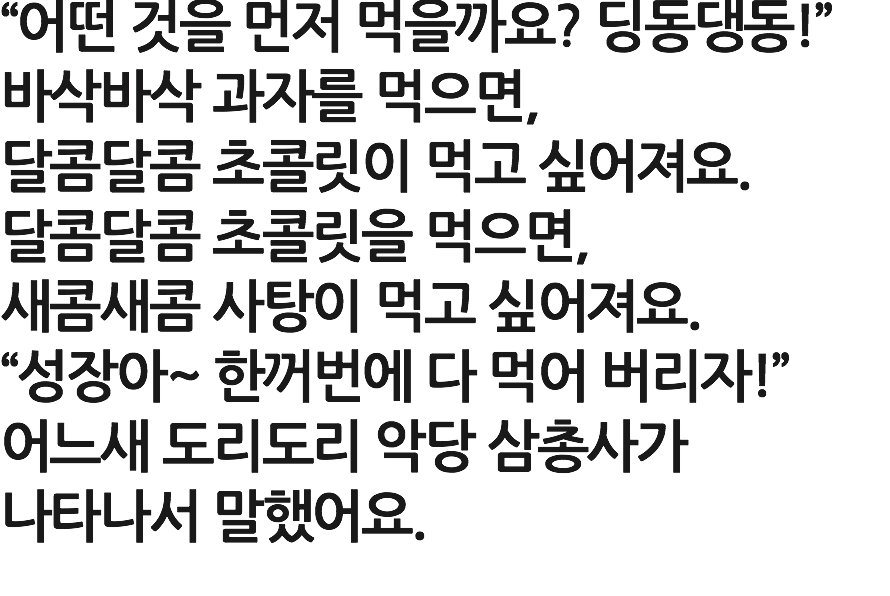 “어떤 것을 먼저 먹을까요? 딩동댕동!”
바삭바삭 과자를 먹으면,
달콤달콤 초콜릿이 먹고 싶어져요.
달콤달콤 초콜릿을 먹으면,
새콤새콤 사탕이 먹고 싶어져요.
“성장아~ 한꺼번에 다 먹어 버리자!”
어느새 도리도리 악당 삼총사가
나타나서 말했어요.